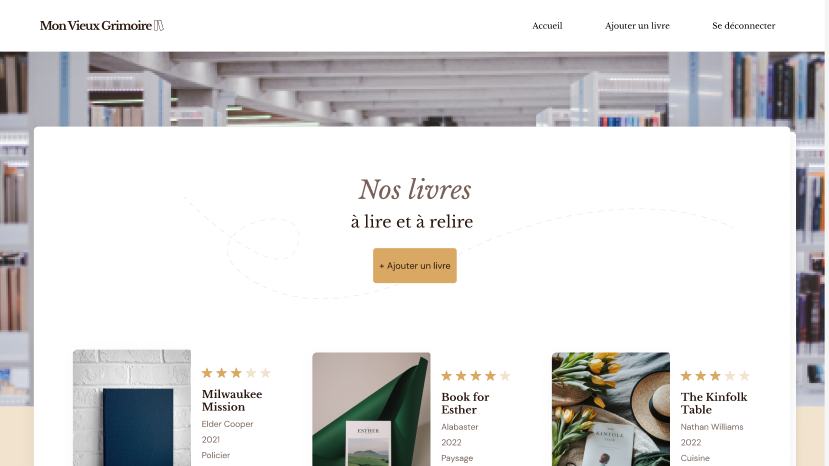 Mon Vieux Grimoire
Accueil
Ajouter un livre
Se déconnecter
Nos livres
à lire et à relire
+ Ajouter un livre
Milwaukee
Mission
Elder Cooper
2021
Policier
ESTHER
Book for
Esther
Alabaster
2022
Paysage
KINFOLK
The Kinfolk
Table
Nathan Williams
2022
Cuisine